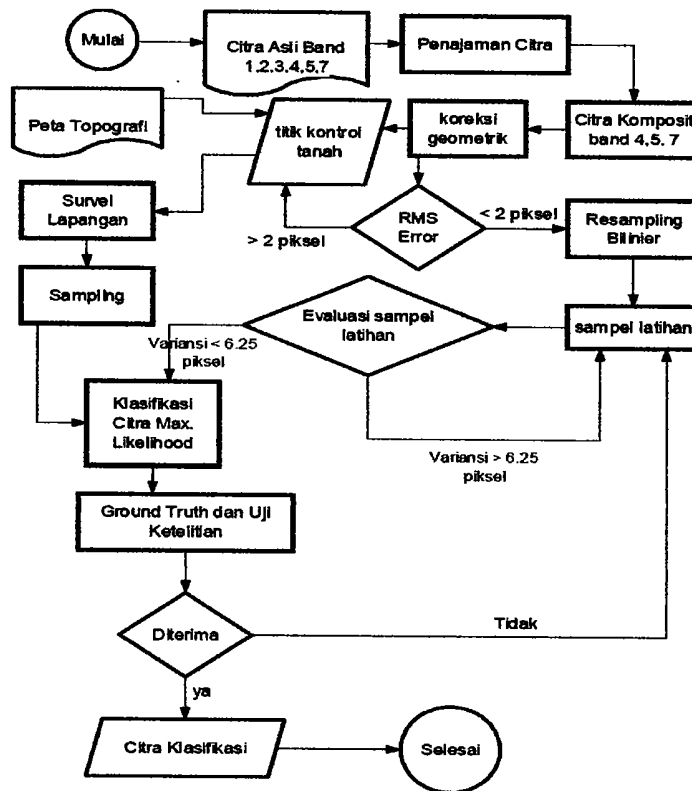 Mulai
Citra Asli Band
1,2,3,4,5,7
Penajaman Citra
Peta Topografi
titik kontrol
tanah
koreksi
geometrik
Citra Komposit
band 4,5,7
Survei
Lapangan
> 2 piksel
RMS
Error
< 2 piksel
Resampling
Bilinier
Sampling
Evaluasi sampel
latihan
sampel latihan
Variansi < 6.25
piksel
Klasifikasi
Citra Max.
Likelihood
Variansi > 6.25
piksel
Ground Truth dan Uji
Ketelitian
Diterima
Tidak
ya
Citra Klasifikasi
Selesai